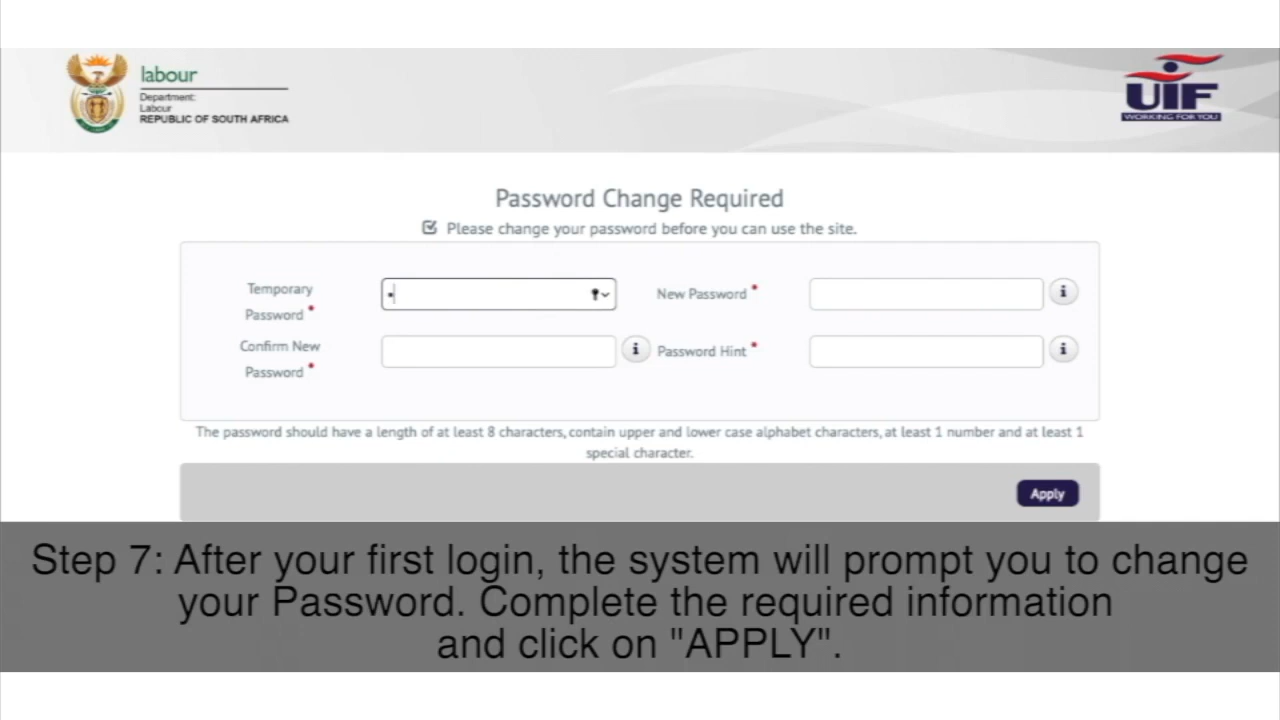 labour
Department:
Labour
REPUBLIC OF SOUTH AFRICA
UIF
WORKING FOR YOU
Password Change Required
Please change your password before you can use the site.
Temporary
Password *
New Password *
Confirm New
Password *
Password Hint *
The password should have a length of at least 8 characters, contain upper and lower case alphabet characters, at least 1 number and at least 1
special character.
Apply
Step 7: After your first login, the system will prompt you to change
your Password. Complete the required information
and click on "APPLY".